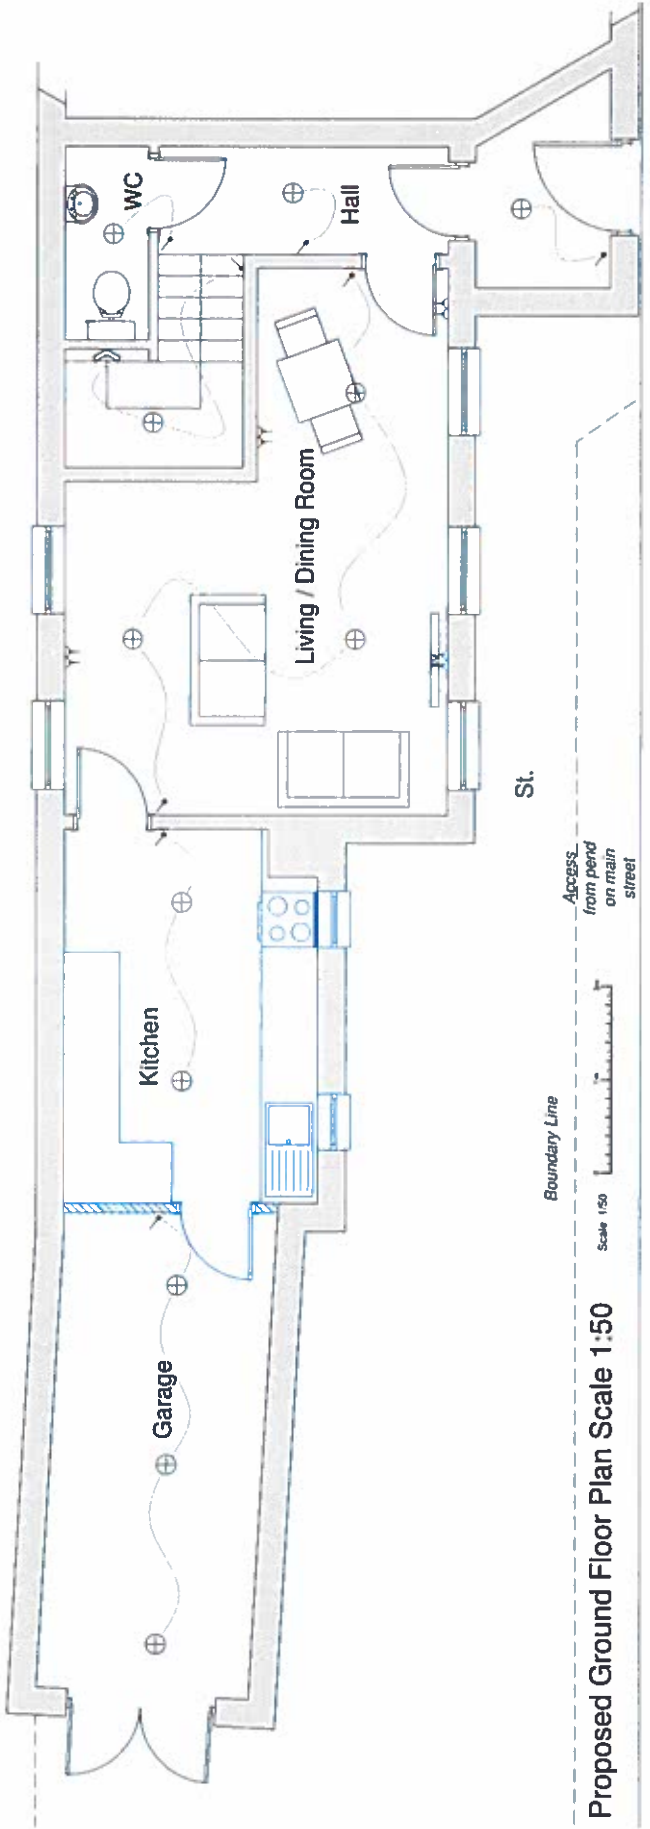 WC
Hall
Living / Dining Room
Kitchen
Garage
St.
Access
from pend
on main
street
Boundary Line
Scale 1/50
Proposed Ground Floor Plan Scale 1:50